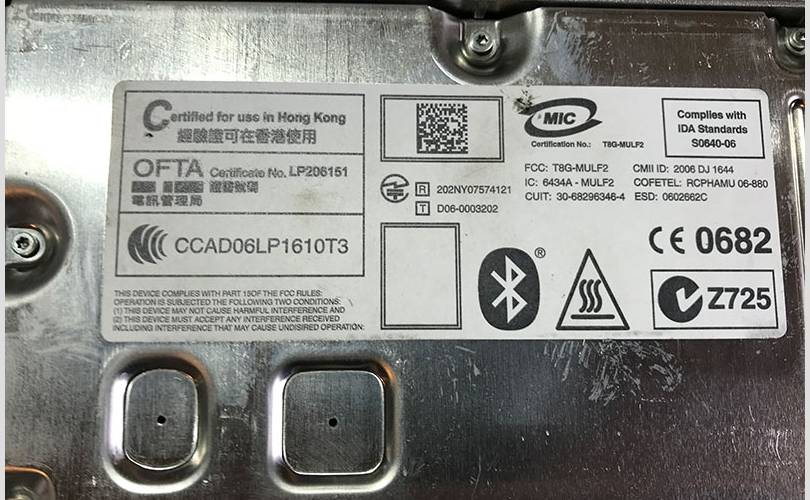 Certified for use in Hong Kong
經驗證可在香港使用
OFTA Certificate No. LP206151
電訊管理局 證書號碼
CCAD06LP1610T3
THIS DEVICE COMPLIES WITH PART 15OF THE FCC RULES:
OPERATION IS SUBJECTED THE FOLLOWING TWO CONDITIONS:
(1) THIS DEVICE MAY NOT CAUSE HARMFUL INTERFERENCE AND
(2) THIS DEVICE MUST ACCEPT ANY INTERFERENCE RECEIVED
INCLUDING INTERFERENCE THAT MAY CAUSE UNDISIRED OPERATION:
R 202NY07574121
T D06-0003202
MIC
Certification No.: T8G-MULF2
Complies with
IDA Standards
S0640-06
FCC: T8G-MULF2 CMII ID: 2006 DJ 1644
IC: 6434A - MULF2 COFETEL: RCPHAMU 06-880
CUIT: 30-68296346-4 ESD: 0602662C
CE 0682
®
Z725